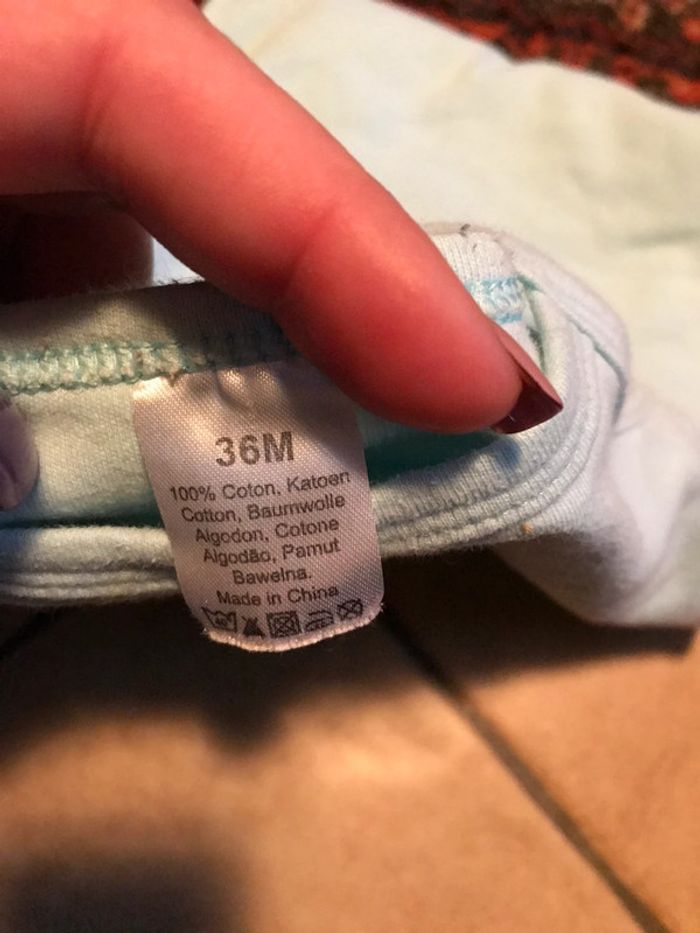 36M
100% Coton, Katoen
Cotton, Baumwolle
Algodon, Cotone
Algodão, Pamut
Bawelna.
Made in China